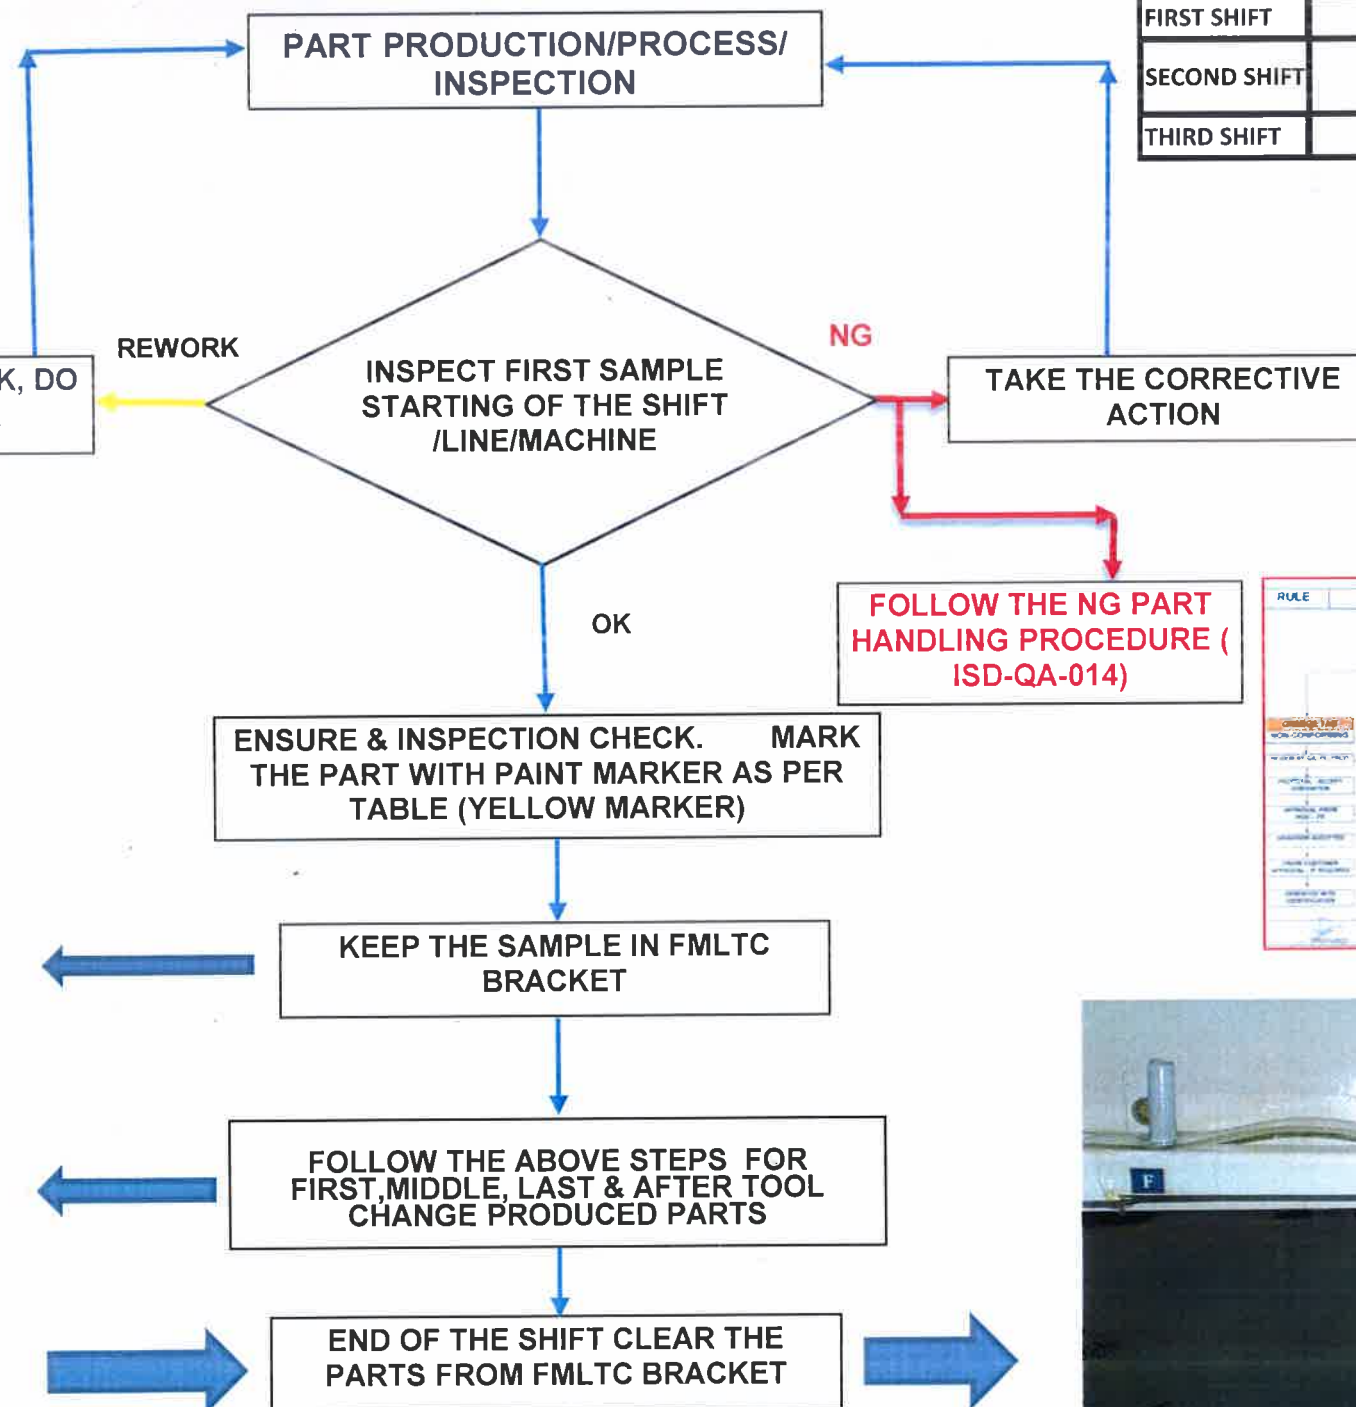 FIRST SHIFT
SECOND SHIFT
THIRD SHIFT
PART PRODUCTION/PROCESS/
INSPECTION
REWORK
NG
K, DO
INSPECT FIRST SAMPLE
STARTING OF THE SHIFT
/LINE/MACHINE
TAKE THE CORRECTIVE
ACTION
OK
FOLLOW THE NG PART
HANDLING PROCEDURE (
ISD-QA-014)
RULE
NON-CONFORMING
ENSURE & INSPECTION CHECK. MARK
THE PART WITH PAINT MARKER AS PER
TABLE (YELLOW MARKER)
KEEP THE SAMPLE IN FMLTC
BRACKET
FOLLOW THE ABOVE STEPS FOR
FIRST,MIDDLE, LAST & AFTER TOOL
CHANGE PRODUCED PARTS
F
END OF THE SHIFT CLEAR THE
PARTS FROM FMLTC BRACKET